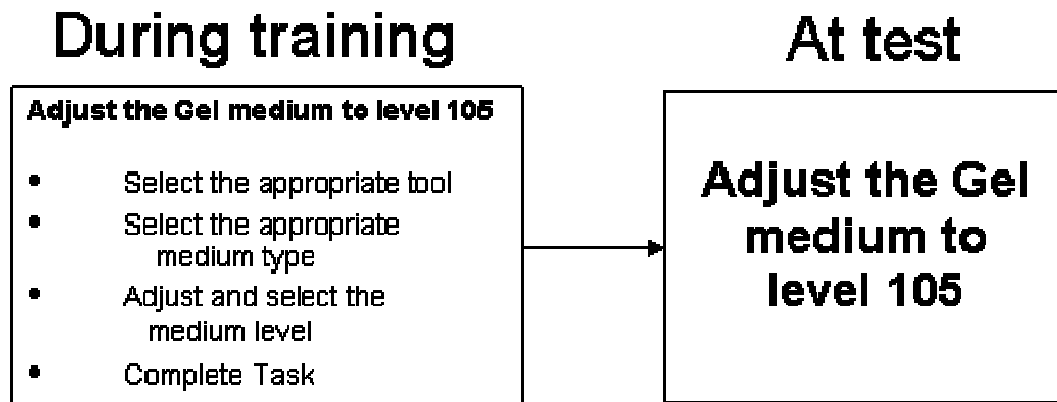 During training
Adjust the Gel medium to level 105
• Select the appropriate tool
• Select the appropriate
medium type
• Adjust and select the
medium level
• Complete Task
At test
Adjust the Gel
medium to
level 105